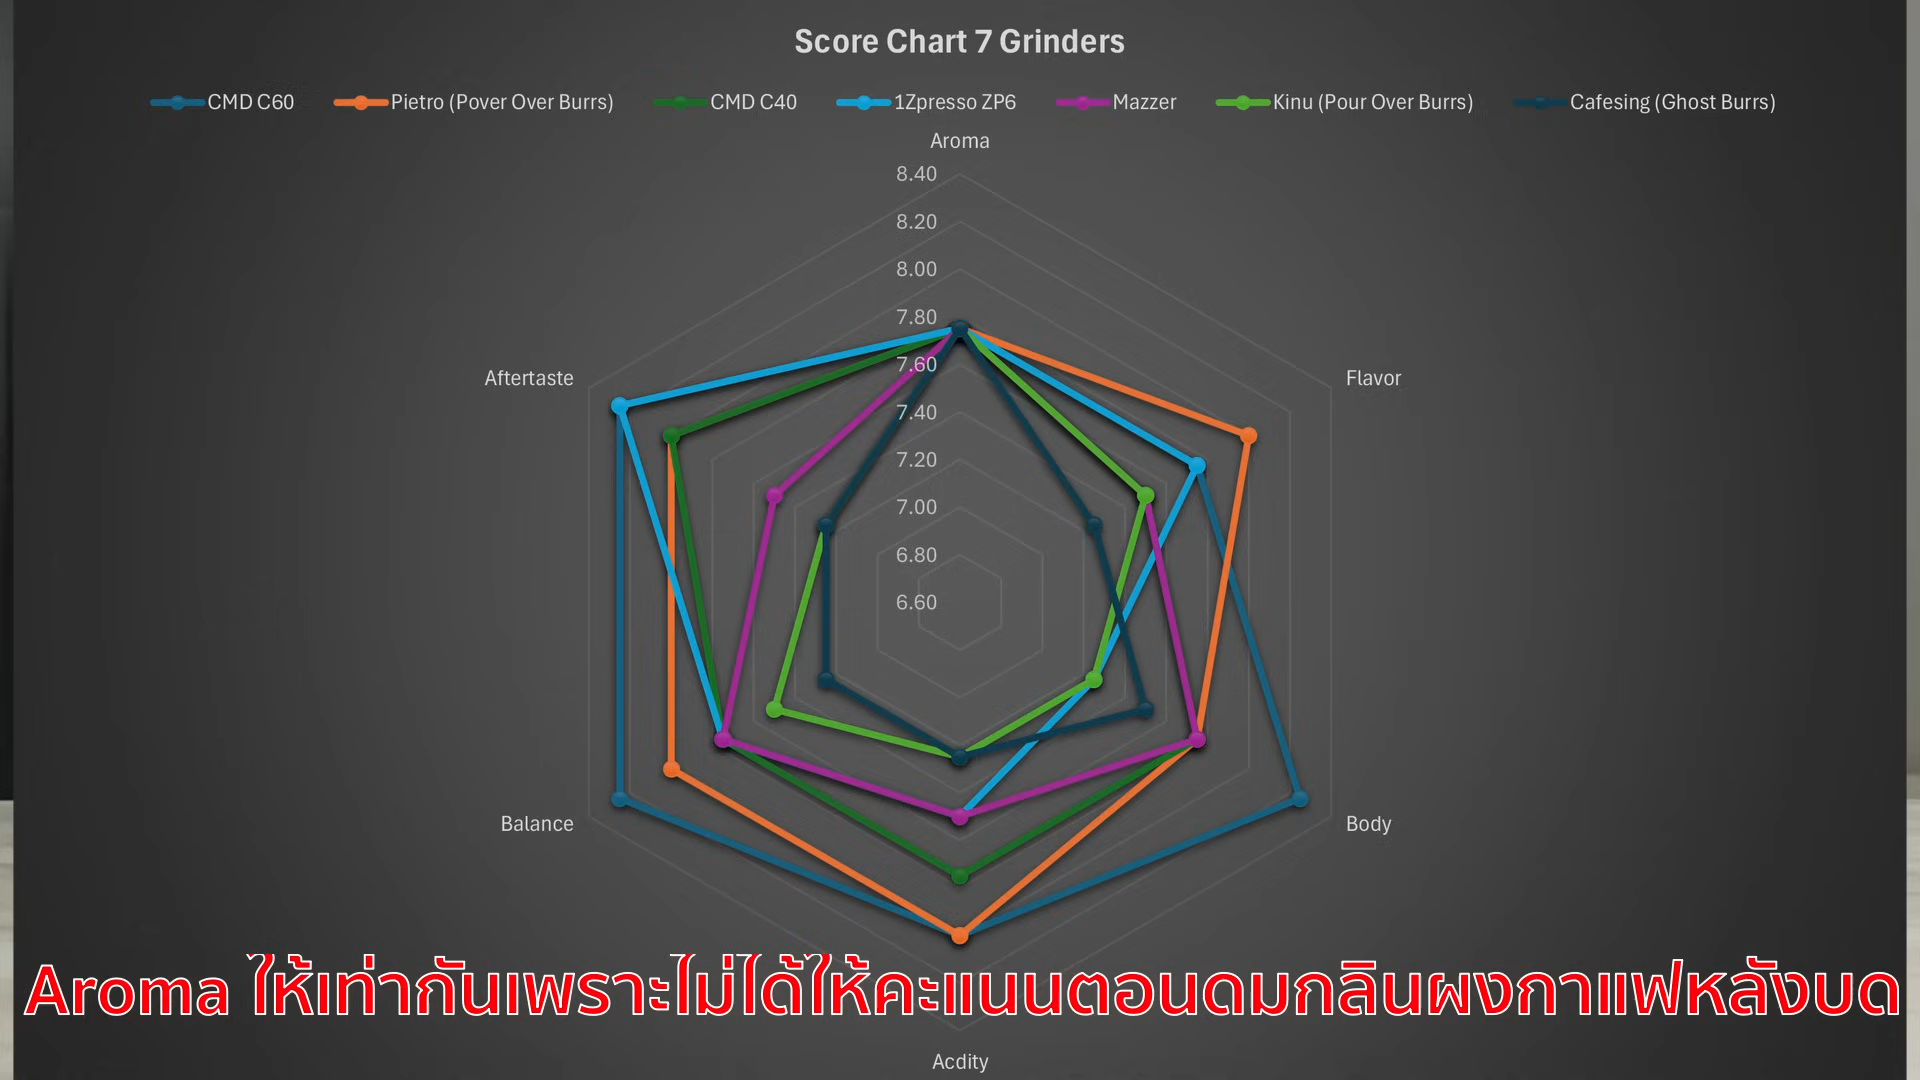 Score Chart 7 Grinders
CMD C60 Pietro (Pover Over Burrs) CMD C40 1Zpresso ZP6 Mazzer Kinu (Pour Over Burrs) Cafesing (Ghost Burrs)
Aroma
8.40
8.20
8.00
7.80
7.60
Aftertaste Flavor
7.40
7.20
7.00
6.80
6.60
Balance Body
Aroma ให้เท่ากันเพราะไม่ได้ให้คะแนนตอนดมกลิ่นผงกาแฟหลังบด
Acdity